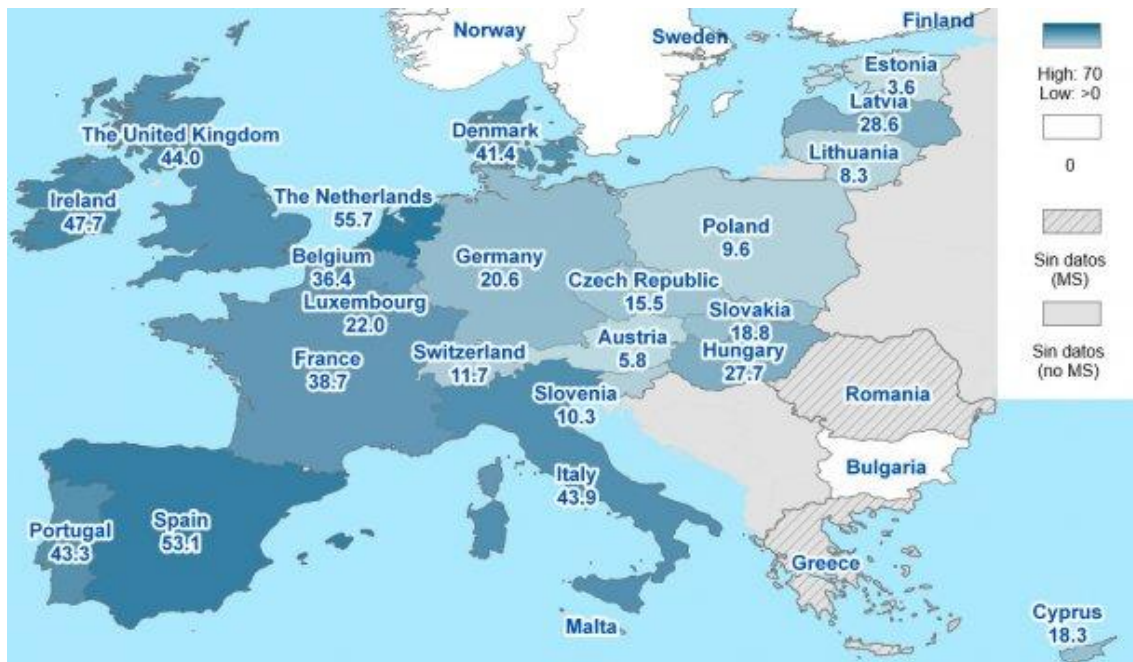 Norway
Sweden
Finland
Estonia
3.6
Latvia
28.6
Lithuania
8.3
The United Kingdom
44.0
Denmark
41.4
Ireland
47.7
The Netherlands
55.7
Belgium
36.4
Luxembourg
22.0
Germany
20.6
Poland
9.6
Czech Republic
15.5
Slovakia
18.8
Austria
5.8
Hungary
27.7
Switzerland
11.7
France
38.7
Slovenia
10.3
Romania
Bulgaria
Italy
43.9
Portugal
43.3
Spain
53.1
Greece
Malta
Cyprus
18.3
High: 70
Low: >0
0
Sin datos
(MS)
Sin datos
(no MS)